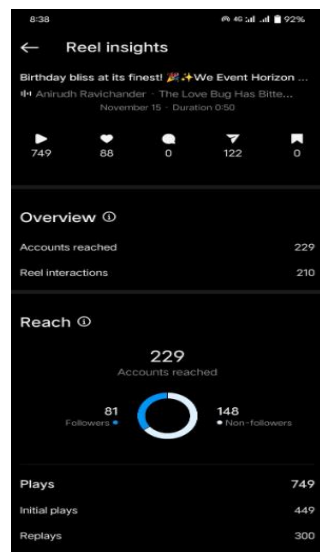 8:38 4G 92%
← Reel insights
Birthday bliss at its finest! 🎉✨We Event Horizon ...
Anirudh Ravichander · The Love Bug Has Bitte...
November 15 · Duration 0:50
749 88 0 122 0
Overview
Accounts reached 229
Reel interactions 210
Reach
229
Accounts reached
81 148
Followers • • Non-followers
Plays 749
Initial plays 449
Replays 300